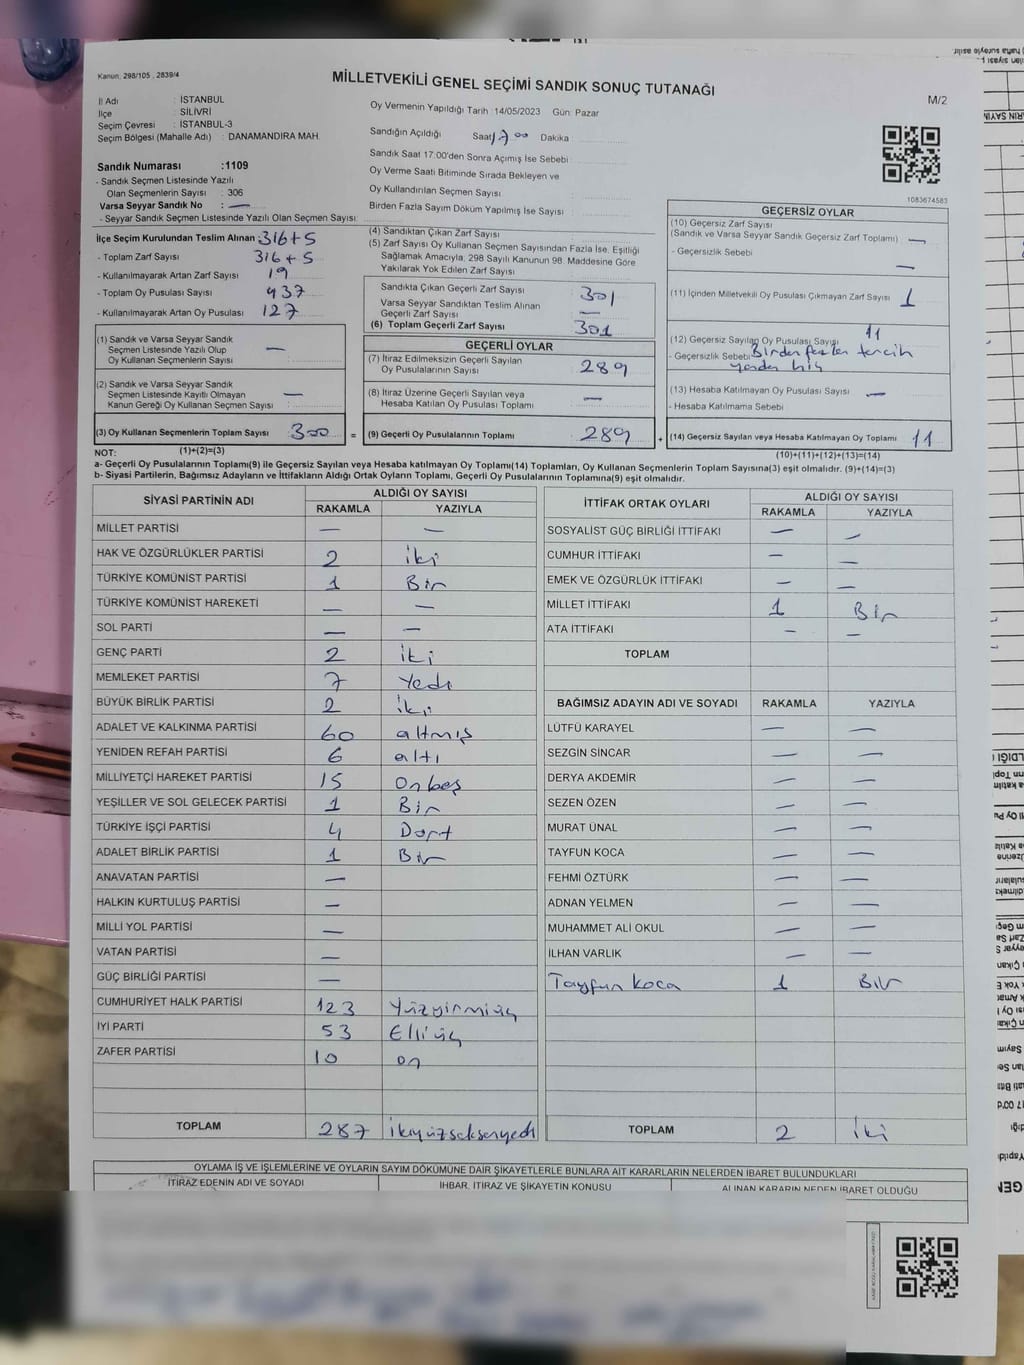 MİLLETVEKİLİ GENEL SEÇİMİ SANDIK SONUÇ TUTANAĞI
Kanun: 298/105 , 2839/4
M/2
İl Adı : İSTANBUL
İlçe : SİLİVRİ
Seçim Çevresi : İSTANBUL-3
Seçim Bölgesi (Mahalle Adı) : DANAMANDIRA MAH.
Oy Vermenin Yapıldığı Tarih :14/05/2023 Gün: Pazar
Sandığın Açıldığı Saat 17 00 Dakika
Sandık Saat 17:00'den Sonra Açımış İse Sebebi
Oy Verme Saati Bitiminde Sırada Bekleyen ve
Oy Kullandırılan Seçmen Sayısı
Birden Fazla Sayım Döküm Yapılmış İse Sayısı
1083674583
Sandık Numarası :1109
- Sandık Seçmen Listesinde Yazılı
Olan Seçmenlerin Sayısı : 306
Varsa Seyyar Sandık No : —
- Seyyar Sandık Seçmen Listesinde Yazılı Olan Seçmen Sayısı:
İlçe Seçim Kurulundan Teslim Alınan : 316+5
- Toplam Zarf Sayısı 316+5
- Kullanılmayarak Artan Zarf Sayısı 19
- Toplam Oy Pusulası Sayısı 437
- Kullanılmayarak Artan Oy Pusulası 127
(1) Sandık ve Varsa Seyyar Sandık
Seçmen Listesinde Yazılı Olup
Oy Kullanan Seçmenlerin Sayısı —
(2) Sandık ve Varsa Seyyar Sandık
Seçmen Listesinde Kayıtlı Olmayan
Kanun Gereği Oy Kullanan Seçmen Sayısı —
(3) Oy Kullanan Seçmenlerin Toplam Sayısı 300
(1)+(2)=(3)
(4) Sandıktan Çıkan Zarf Sayısı
(5) Zarf Sayısı Oy Kullanan Seçmen Sayısından Fazla İse, Eşitliği
Sağlamak Amacıyla, 298 Sayılı Kanunun 98. Maddesine Göre
Yakılarak Yok Edilen Zarf Sayısı
Sandıkta Çıkan Geçerli Zarf Sayısı 301
Varsa Seyyar Sandıktan Teslim Alınan
Geçerli Zarf Sayısı —
(6) Toplam Geçerli Zarf Sayısı 301
GEÇERLİ OYLAR
(7) İtiraz Edilmeksizin Geçerli Sayılan
Oy Pusulalarının Sayısı 289
(8) İtiraz Üzerine Geçerli Sayılan veya
Hesaba Katılan Oy Pusulası Toplamı —
= (9) Geçerli Oy Pusulalarının Toplamı 289
GEÇERSİZ OYLAR
(10) Geçersiz Zarf Sayısı
(Sandık ve Varsa Seyyar Sandık Geçersiz Zarf Toplamı) —
- Geçersizlik Sebebi
—
(11) İçinden Milletvekili Oy Pusulası Çıkmayan Zarf Sayısı 1
(12) Geçersiz Sayılan Oy Pusulası Sayısı 11
- Geçersizlik Sebebi Birden fazla tercih
(13) Hesaba Katılmayan Oy Pusulası Sayısı —
- Hesaba Katılmama Sebebi
+ (14) Geçersiz Sayılan veya Hesaba Katılmayan Oy Toplamı 11
(10)+(11)+(12)+(13)=(14)
NOT:
a- Geçerli Oy Pusulalarının Toplamı(9) ile Geçersiz Sayılan veya Hesaba katılmayan Oy Toplamı(14) Toplamları, Oy Kullanan Seçmenlerin Toplam Sayısına(3) eşit olmalıdır. (9)+(14)=(3)
b- Siyasi Partilerin, Bağımsız Adayların ve İttifakların Aldığı Ortak Oyların Toplamı, Geçerli Oy Pusulalarının Toplamına(9) eşit olmalıdır.
SİYASİ PARTİNİN ADI ALDIĞI OY SAYISI
RAKAMLA YAZIYLA
MİLLET PARTİSİ — —
HAK VE ÖZGÜRLÜKLER PARTİSİ 2 iki
TÜRKİYE KOMÜNİST PARTİSİ 1 Bir
TÜRKİYE KOMÜNİST HAREKETİ — —
SOL PARTİ — —
GENÇ PARTİ 2 iki
MEMLEKET PARTİSİ 7 Yedi
BÜYÜK BİRLİK PARTİSİ 2 iki
ADALET VE KALKINMA PARTİSİ 60 altmış
YENİDEN REFAH PARTİSİ 6 altı
MİLLİYETÇİ HAREKET PARTİSİ 15 Onbeş
YEŞİLLER VE SOL GELECEK PARTİSİ 1 Bir
TÜRKİYE İŞÇİ PARTİSİ 4 Dört
ADALET BİRLİK PARTİSİ 1 Bir
ANAVATAN PARTİSİ —
HALKIN KURTULUŞ PARTİSİ —
MİLLİ YOL PARTİSİ —
VATAN PARTİSİ —
GÜÇ BİRLİĞİ PARTİSİ —
CUMHURİYET HALK PARTİSİ 123 Yüzyirmiüç
İYİ PARTİ 53 Elliüç
ZAFER PARTİSİ 10 on
TOPLAM 287 ikiyüzseksenyedi
İTTİFAK ORTAK OYLARI ALDIĞI OY SAYISI
RAKAMLA YAZIYLA
SOSYALİST GÜÇ BİRLİĞİ İTTİFAKI — —
CUMHUR İTTİFAKI — —
EMEK VE ÖZGÜRLÜK İTTİFAKI — —
MİLLET İTTİFAKI 1 Bir
ATA İTTİFAKI — —
TOPLAM
BAĞIMSIZ ADAYIN ADI VE SOYADI RAKAMLA YAZIYLA
LÜTFÜ KARAYEL — —
SEZGİN SİNCAR — —
DERYA AKDEMİR — —
SEZEN ÖZEN — —
MURAT ÜNAL — —
TAYFUN KOCA — —
FEHMİ ÖZTÜRK — —
ADNAN YELMEN — —
MUHAMMET ALİ OKUL — —
İLHAN VARLIK — —
Tayfun Koca 1 Bir
TOPLAM 2 iki
OYLAMA İŞ VE İŞLEMLERİNE VE OYLARIN SAYIM DÖKÜMÜNE DAİR ŞİKAYETLERLE BUNLARA AİT KARARLARIN NELERDEN İBARET BULUNDUKLARI
İTİRAZ EDENİN ADI VE SOYADI İHBAR, İTİRAZ VE ŞİKAYETİN KONUSU ALINAN KARARIN NEDEN İBARET OLDUĞU